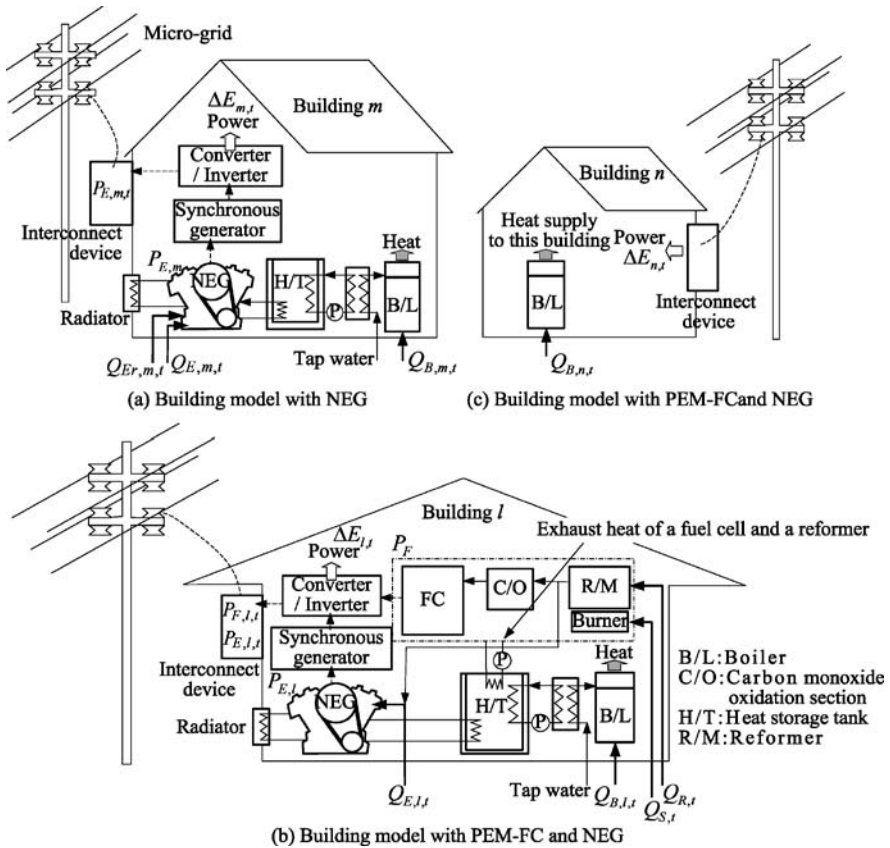 Micro-grid
ΔE_{m,t}
Power
Building m
Converter
/ Inverter
P_{E,m,t}
Synchronous
generator
Interconnect
device
P_{E,m}
NEG
H/T
Heat
B/L
P
Radiator
Tap water
Q_{Er,m,t}
Q_{E,m,t}
Q_{B,m,t}
(a) Building model with NEG
Building n
Heat supply
to this building
Power
ΔE_{n,t}
B/L
Interconnect
device
Q_{B,n,t}
(c) Building model with PEM-FCand NEG
Building l
Exhaust heat of a fuel cell and a reformer
ΔE_{l,t}
Power
P_F
Converter
/ Inverter
FC
C/O
R/M
Burner
P_{F,l,t}
P_{E,l,t}
Synchronous
generator
Interconnect
device
P_{E,l}
NEG
P
H/T
Heat
B/L
P
Radiator
Tap water
Q_{E,l,t}
Q_{B,l,t}
Q_{R,t}
Q_{S,t}
B/L:Boiler
C/O:Carbon monoxide
oxidation section
H/T:Heat storage tank
R/M:Reformer
(b) Building model with PEM-FC and NEG